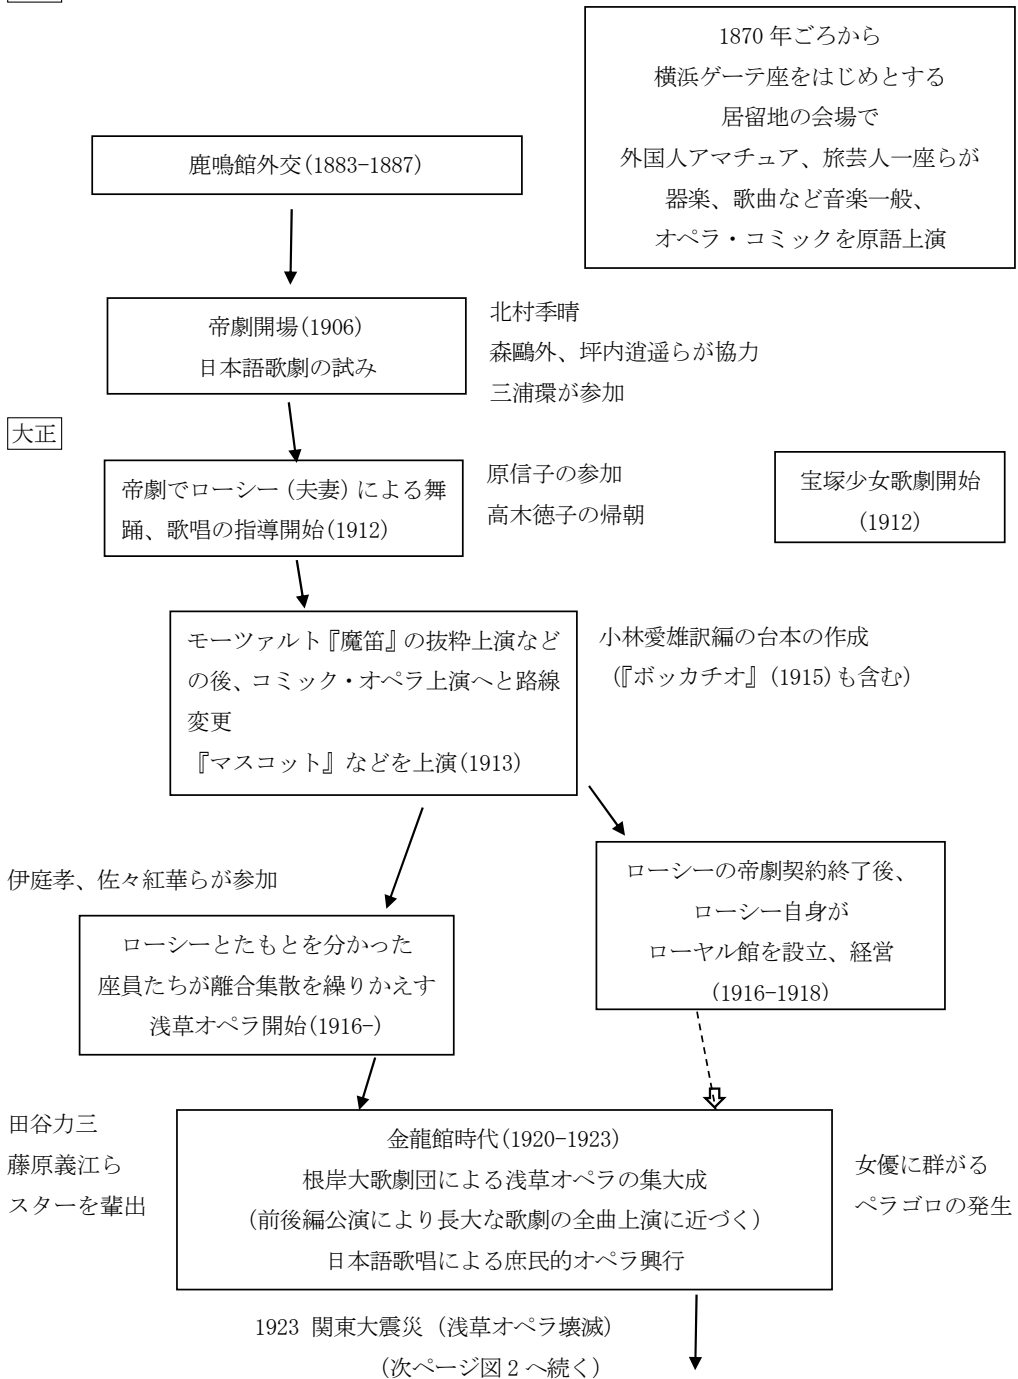 1870 年ごろから
横浜ゲーテ座をはじめとする
居留地の会場で
外国人アマチュア、旅芸人一座らが
器楽、歌曲など音楽一般、
オペラ・コミックを原語上演
鹿鳴館外交(1883-1887)
帝劇開場(1906)
日本語歌劇の試み
北村季晴
森鷗外、坪内逍遥らが協力
三浦環が参加
大正
帝劇でローシー(夫妻)による舞
踊、歌唱の指導開始(1912)
原信子の参加
高木徳子の帰朝
宝塚少女歌劇開始
(1912)
モーツァルト『魔笛』の抜粋上演など
の後、コミック・オペラ上演へと路線
変更
『マスコット』などを上演(1913)
小林愛雄訳編の台本の作成
(『ボッカチオ』(1915)も含む)
ローシーの帝劇契約終了後、
ローシー自身が
ローヤル館を設立、経営
(1916-1918)
伊庭孝、佐々紅華らが参加
ローシーとたもとを分かった
座員たちが離合集散を繰りかえす
浅草オペラ開始(1916-)
田谷力三
藤原義江ら
スターを輩出
金龍館時代(1920-1923)
根岸大歌劇団による浅草オペラの集大成
(前後編公演により長大な歌劇の全曲上演に近づく)
日本語歌唱による庶民的オペラ興行
女優に群がる
ペラゴロの発生
1923 関東大震災(浅草オペラ壊滅)
(次ページ図 2 へ続く)